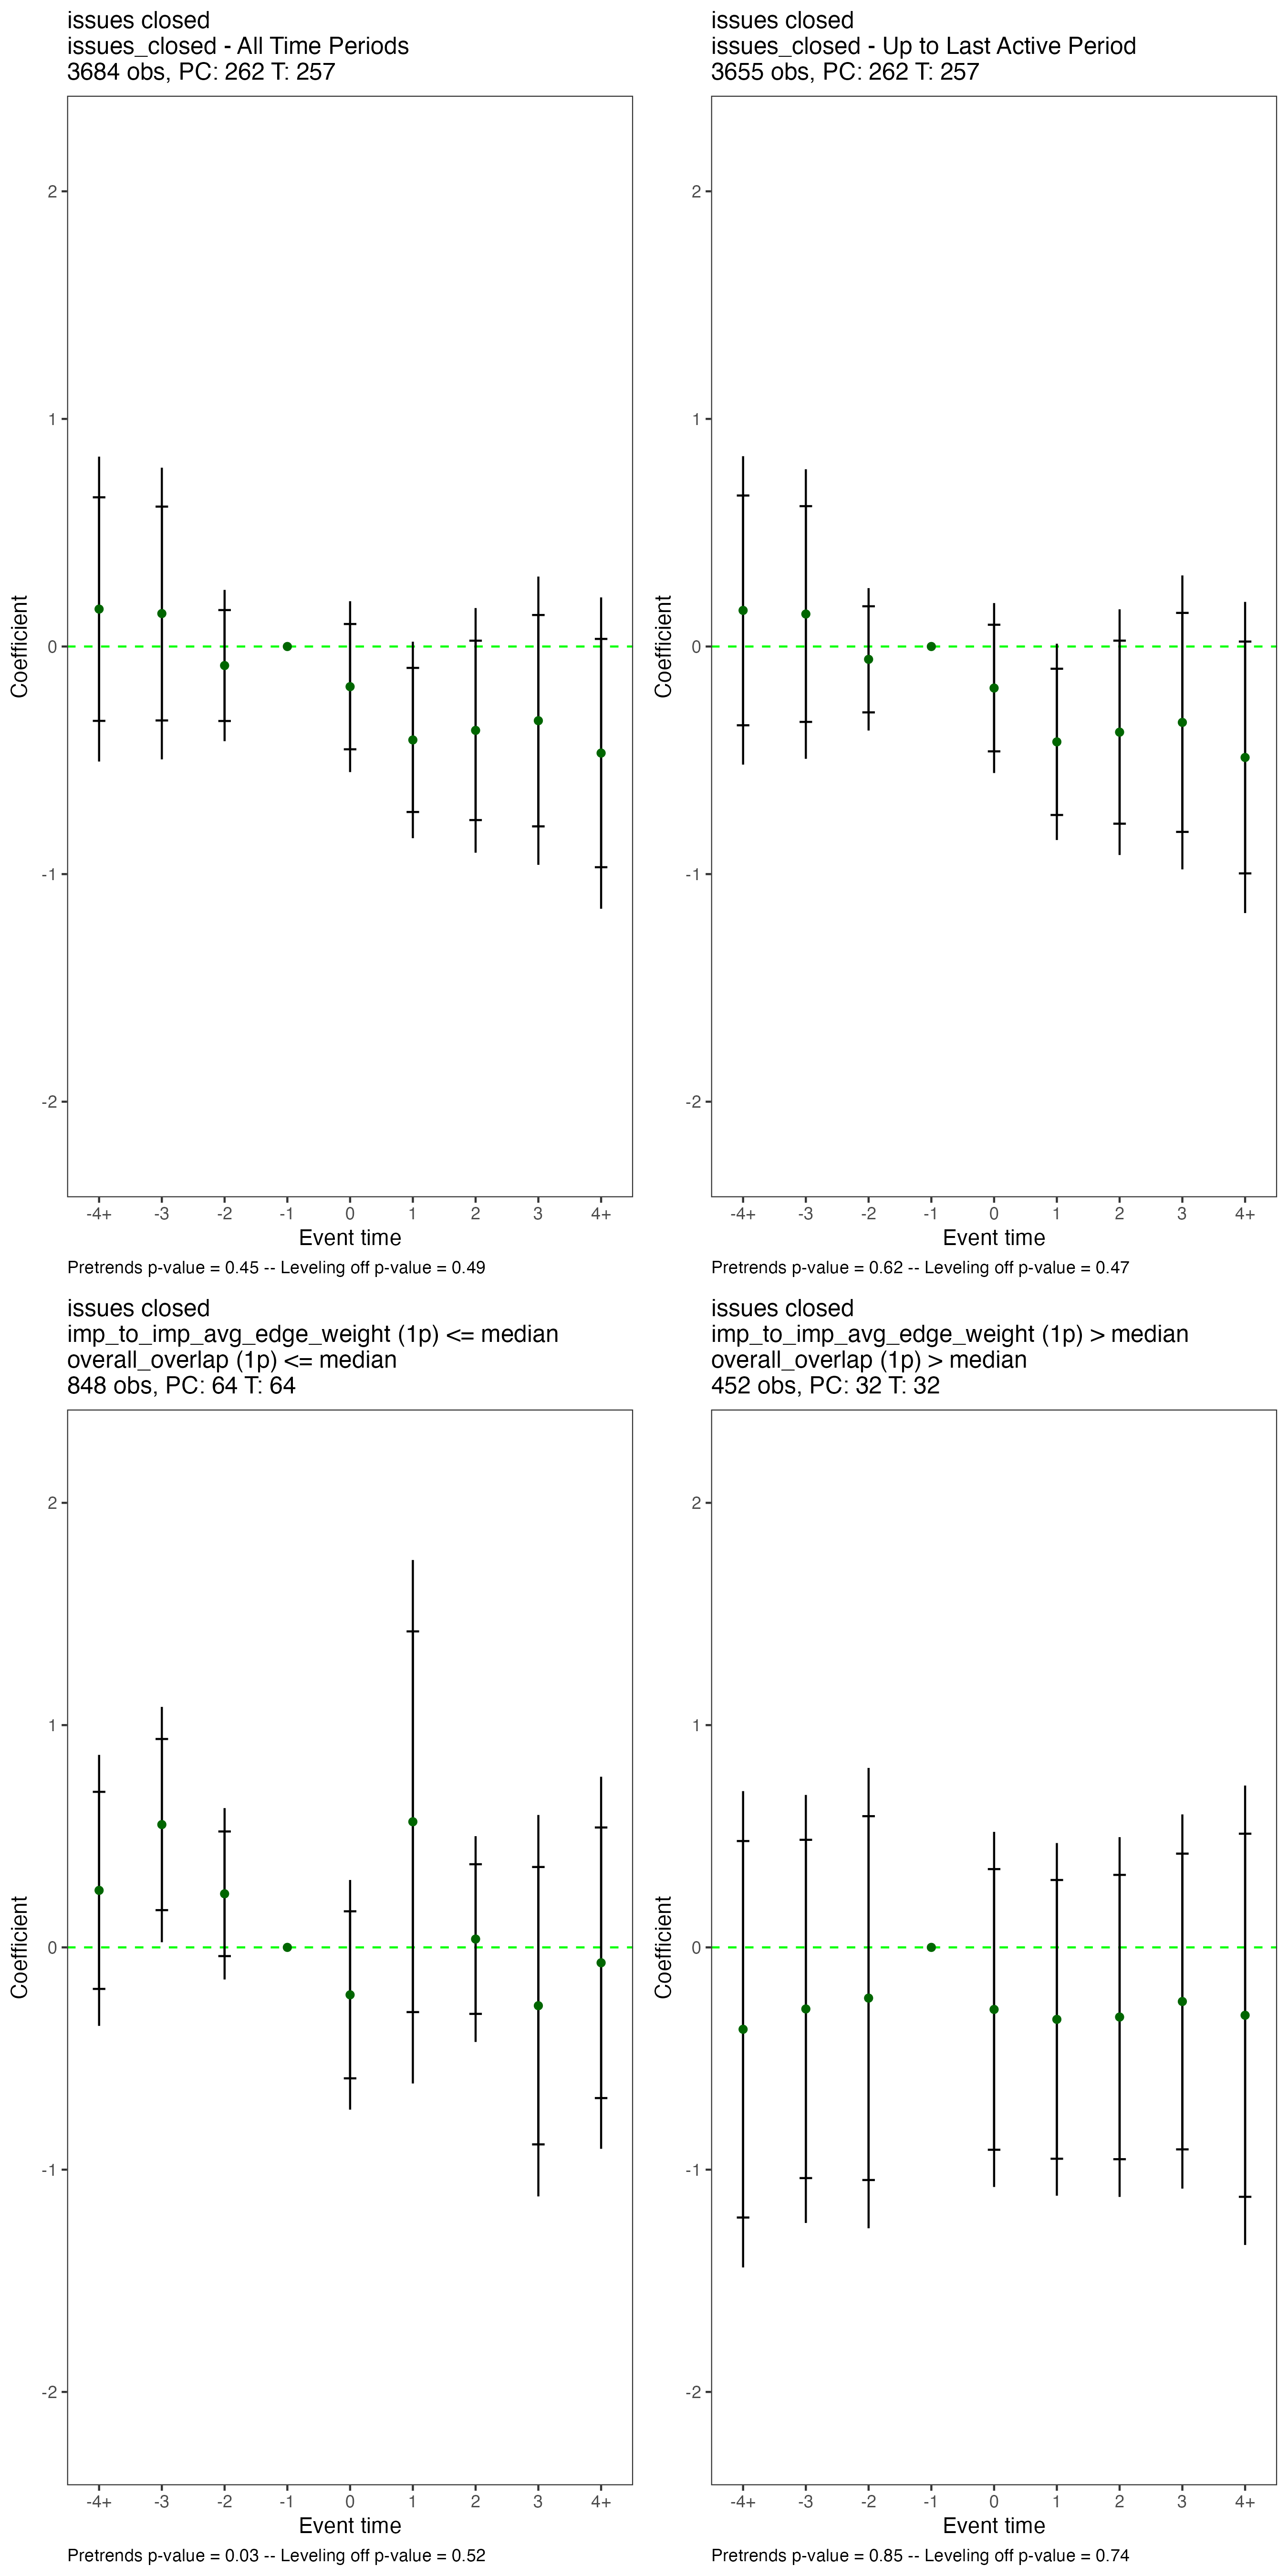 issues closed
issues_closed - All Time Periods
3684 obs, PC: 262 T: 257
2
1
0
-1
-2
Coefficient
-4+ -3 -2 -1 0 1 2 3 4+
Event time
Pretrends p-value = 0.45 -- Leveling off p-value = 0.49
issues closed
issues_closed - Up to Last Active Period
3655 obs, PC: 262 T: 257
2
1
0
-1
-2
Coefficient
-4+ -3 -2 -1 0 1 2 3 4+
Event time
Pretrends p-value = 0.62 -- Leveling off p-value = 0.47
issues closed
imp_to_imp_avg_edge_weight (1p) <= median
overall_overlap (1p) <= median
848 obs, PC: 64 T: 64
2
1
0
-1
-2
Coefficient
-4+ -3 -2 -1 0 1 2 3 4+
Event time
Pretrends p-value = 0.03 -- Leveling off p-value = 0.52
issues closed
imp_to_imp_avg_edge_weight (1p) > median
overall_overlap (1p) > median
452 obs, PC: 32 T: 32
2
1
0
-1
-2
Coefficient
-4+ -3 -2 -1 0 1 2 3 4+
Event time
Pretrends p-value = 0.85 -- Leveling off p-value = 0.74